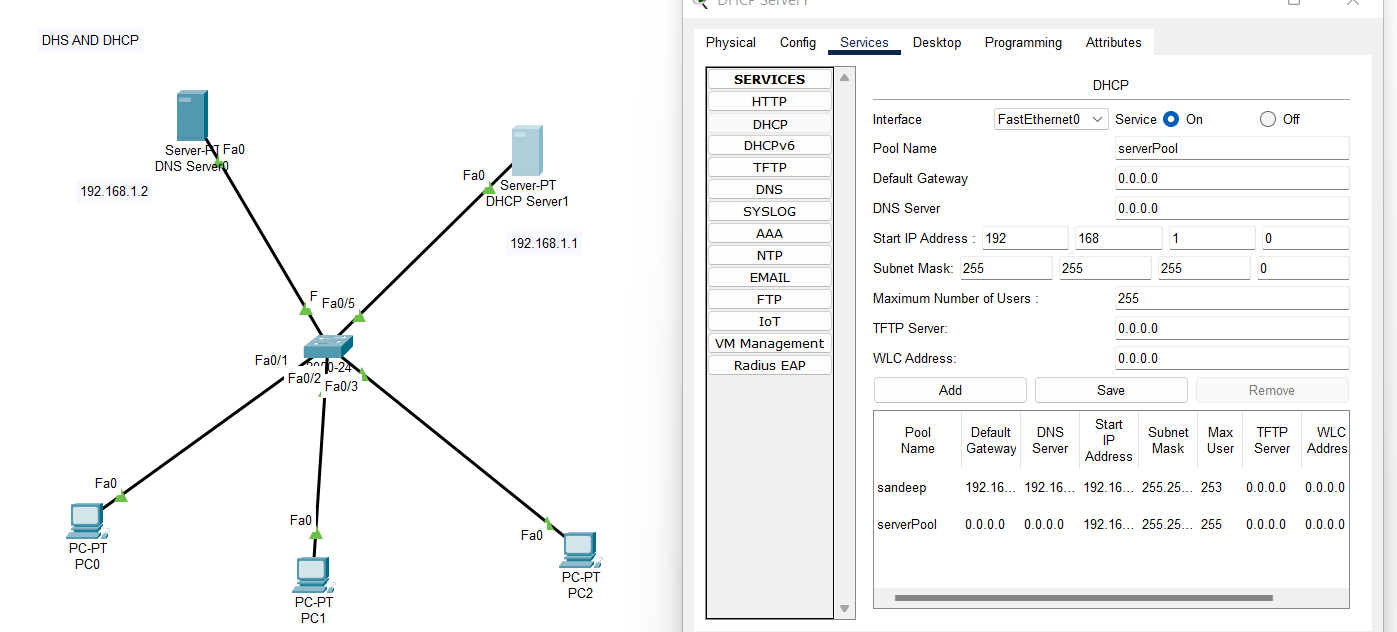 DHCP Server1
DHS AND DHCP
Server-PT
Fa0
DNS Server0
192.168.1.2
Fa0
Server-PT
DHCP Server1
192.168.1.1
F
Fa0/5
Fa0/1
Fa0/2
Fa0/3
Fa0
PC-PT
PC0
Fa0
PC-PT
PC1
Fa0
PC-PT
PC2
Physical Config Services Desktop Programming Attributes
SERVICES
HTTP
DHCP
DHCPv6
TFTP
DNS
SYSLOG
AAA
NTP
EMAIL
FTP
IoT
VM Management
Radius EAP
DHCP
Interface FastEthernet0 Service On Off
Pool Name serverPool
Default Gateway 0.0.0.0
DNS Server 0.0.0.0
Start IP Address : 192 168 1 0
Subnet Mask: 255 255 255 0
Maximum Number of Users : 255
TFTP Server: 0.0.0.0
WLC Address: 0.0.0.0
Add Save Remove
Pool Name Default Gateway DNS Server Start IP Address Subnet Mask Max User TFTP Server WLC Addres
sandeep 192.16... 192.16... 192.16... 255.25... 253 0.0.0.0 0.0.0.0
serverPool 0.0.0.0 0.0.0.0 192.16... 255.25... 255 0.0.0.0 0.0.0.0